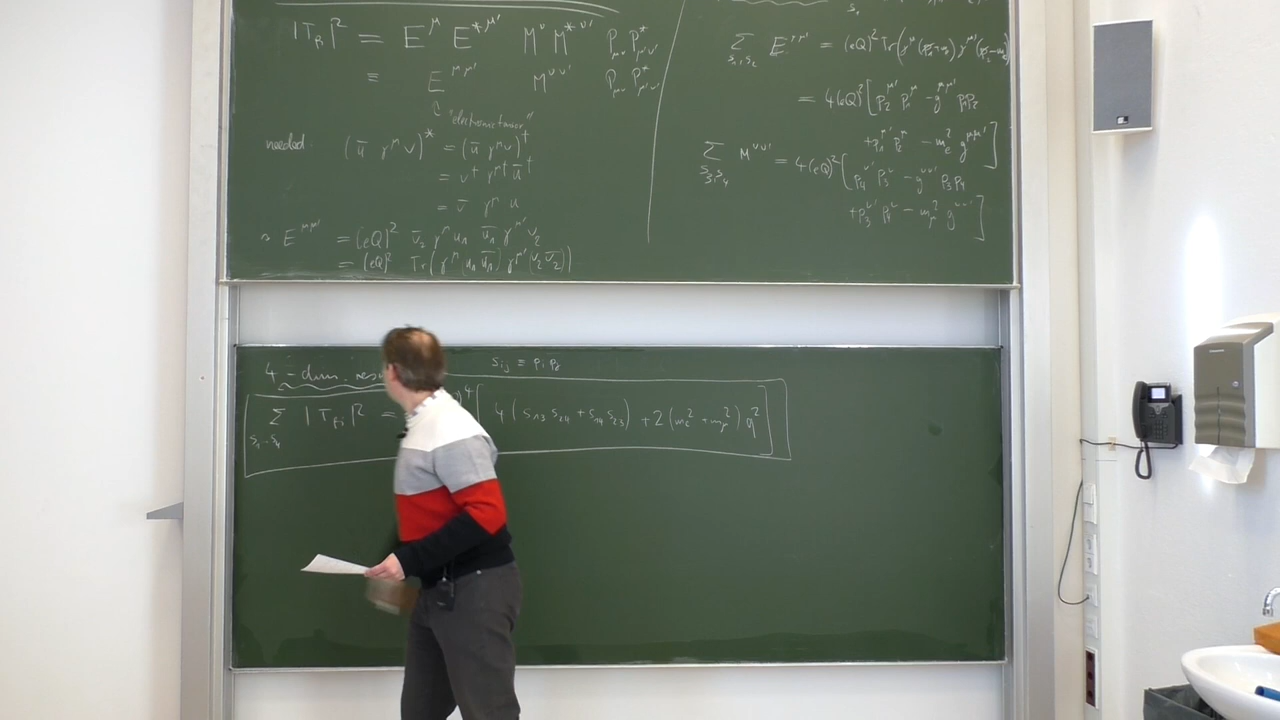 |T_fi|² = E^μ E^{*μ'} M^ν M^{*ν'} P_{μν} P*_{μ'ν'}
≡ E^{μμ'} M^{νν'} P_{μν} P*_{μ'ν'}
"electron tensor"
needed (ū γ^μ v)* = (ū γ^μ v)†
= v† γ^{μ†} ū†
= v̄ γ^μ u
E^{μμ'} = (eQ)² v̄₂ γ^μ u₁ ū₁ γ^{μ'} v₂
= (eQ)² Tr(γ^μ (u₁ ū₁) γ^{μ'} (v₂ v̄₂))
Σ_{s₁,s₂} E^{μμ'} = (eQ)² Tr(γ^μ (p̸₁+m_e) γ^{μ'} (p̸₂-m_e)
= 4(eQ)² [p₂^{μ'} p₁^μ - g^{μμ'} p₁p₂
+p₁^{μ'} p₂^μ - m_e² g^{μμ'}]
Σ_{s₃,s₄} M^{νν'} = 4(eQ)² [p₄^{ν'} p₃^ν - g^{νν'} p₃p₄
+p₃^{ν'} p₄^ν - m_μ² g^{νν'}]
4-dim. res s_ij ≡ p_i p_j
Σ_{s₁..s₄} |T_fi|² = [4(s₁₃ s₂₄ + s₁₄ s₂₃) + 2(m_e² + m_μ²) q²]